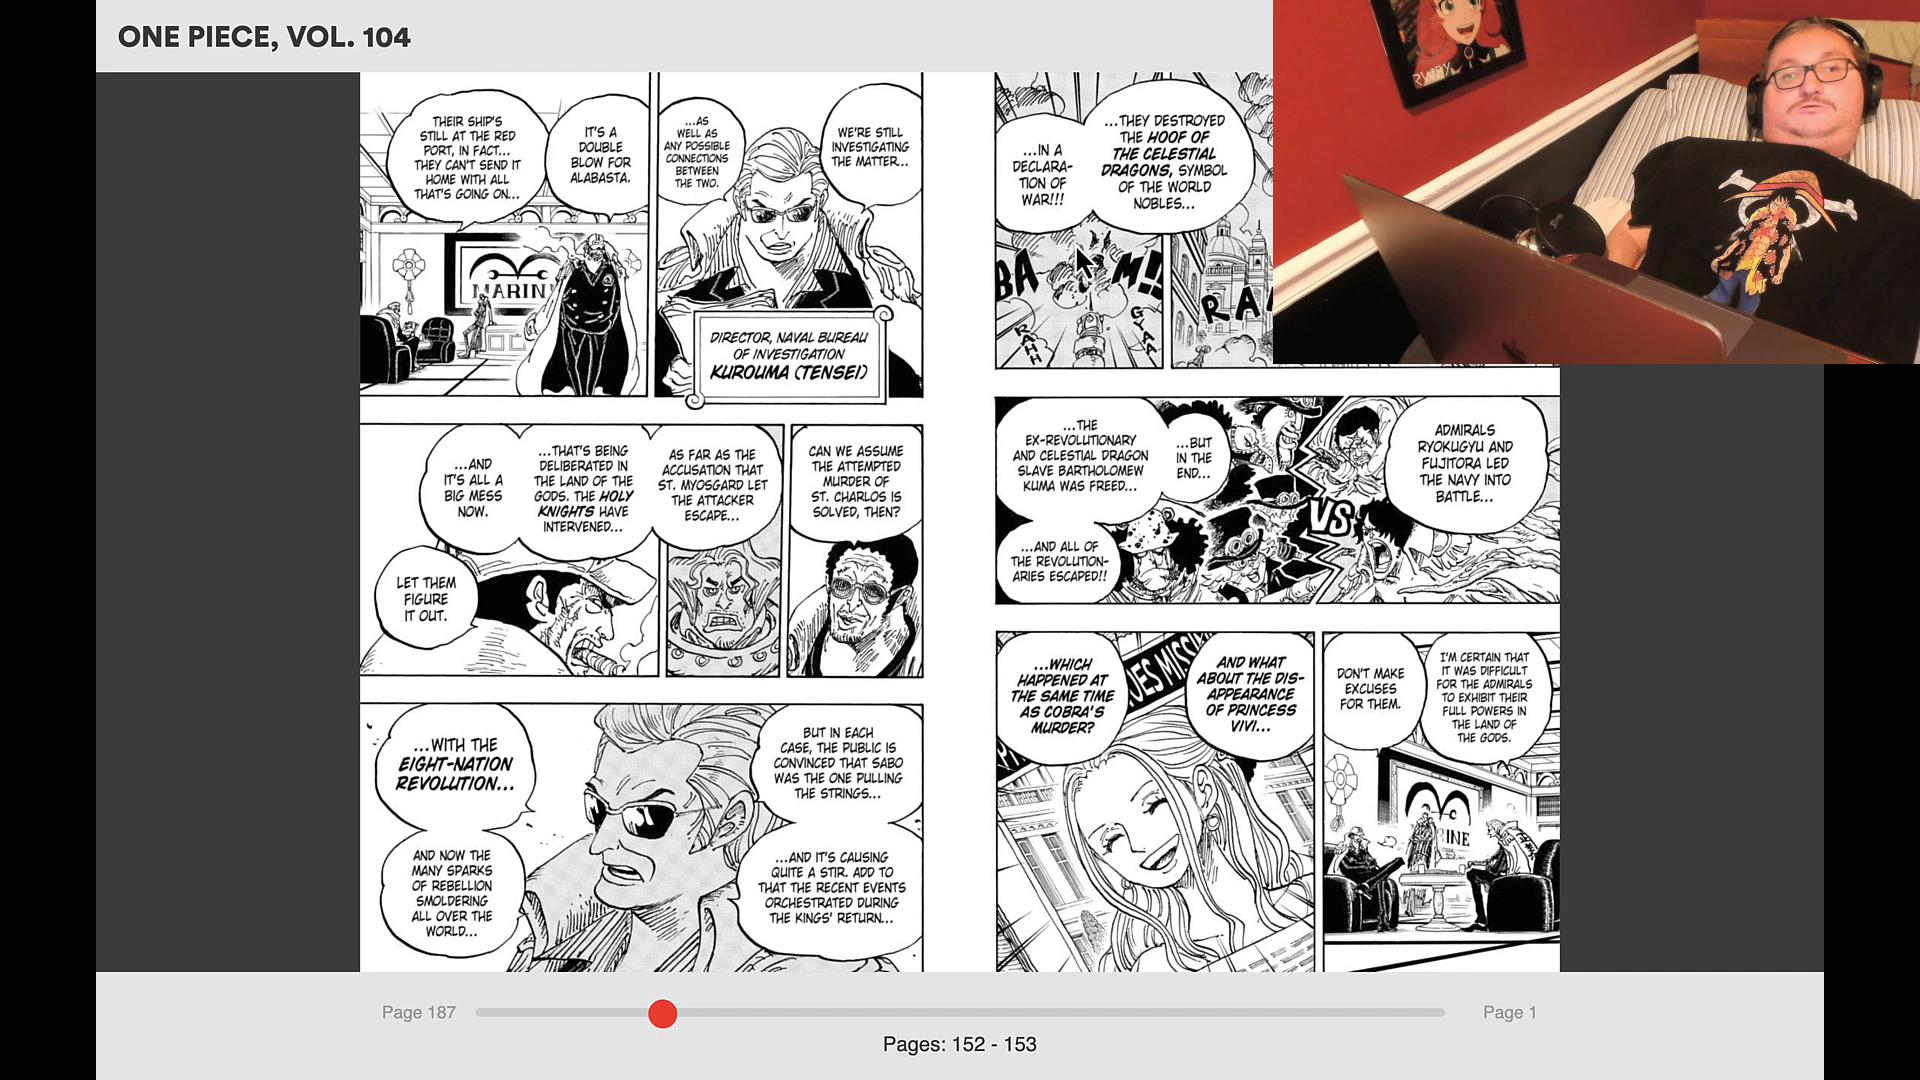 ONE PIECE, VOL. 104
RWBY
...THEY DESTROYED
THE HOOF OF
THE CELESTIAL
DRAGONS, SYMBOL
OF THE WORLD
NOBLES...
...IN A
DECLARA-
TION OF
WAR!!!
BA M!!
RAHH
GYAA
RA
ADMIRALS
RYOKUGYU AND
FUJITORA LED
THE NAVY INTO
BATTLE...
VS
...BUT
IN THE
END...
...THE
EX-REVOLUTIONARY
AND CELESTIAL DRAGON
SLAVE BARTHOLOMEW
KUMA WAS FREED...
...AND ALL OF
THE REVOLUTION-
ARIES ESCAPED!!
I'M CERTAIN THAT
IT WAS DIFFICULT
FOR THE ADMIRALS
TO EXHIBIT THEIR
FULL POWERS IN
THE LAND OF
THE GODS.
DON'T MAKE
EXCUSES
FOR THEM.
RINE
AND WHAT
ABOUT THE DIS-
APPEARANCE
OF PRINCESS
VIVI...
...WHICH
HAPPENED AT
THE SAME TIME
AS COBRA'S
MURDER?
OES MISSI
WE'RE STILL
INVESTIGATING
THE MATTER...
...AS
WELL AS
ANY POSSIBLE
CONNECTIONS
BETWEEN
THE TWO.
DIRECTOR, NAVAL BUREAU
OF INVESTIGATION
KUROUMA (TENSEI)
IT'S A
DOUBLE
BLOW FOR
ALABASTA.
THEIR SHIP'S
STILL AT THE RED
PORT, IN FACT...
THEY CAN'T SEND IT
HOME WITH ALL
THAT'S GOING ON...
MARIN
CAN WE ASSUME
THE ATTEMPTED
MURDER OF
ST. CHARLOS IS
SOLVED, THEN?
AS FAR AS THE
ACCUSATION THAT
ST. MYOSGARD LET
THE ATTACKER
ESCAPE...
...THAT'S BEING
DELIBERATED IN
THE LAND OF THE
GODS. THE HOLY
KNIGHTS HAVE
INTERVENED...
...AND
IT'S ALL A
BIG MESS
NOW.
LET THEM
FIGURE
IT OUT.
BUT IN EACH
CASE, THE PUBLIC IS
CONVINCED THAT SABO
WAS THE ONE PULLING
THE STRINGS...
...AND IT'S CAUSING
QUITE A STIR. ADD TO
THAT THE RECENT EVENTS
ORCHESTRATED DURING
THE KINGS' RETURN...
...WITH THE
EIGHT-NATION
REVOLUTION...
AND NOW THE
MANY SPARKS
OF REBELLION
SMOLDERING
ALL OVER THE
WORLD...
Page 187
Page 1
Pages: 152 - 153